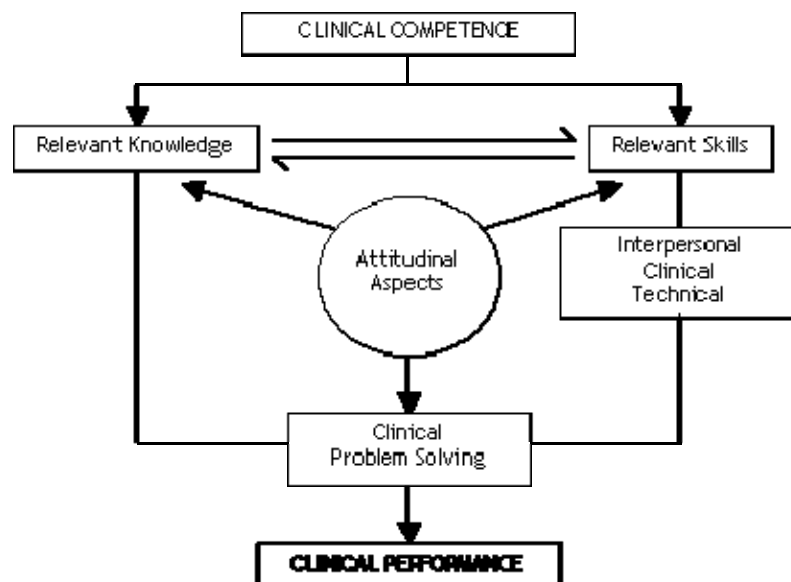 CLINICAL COMPETENCE
Relevant Knowledge
Relevant Skills
Attitudinal
Aspects
Interpersonal
Clinical
Technical
Clinical
Problem Solving
CLINICAL PERFORMANCE